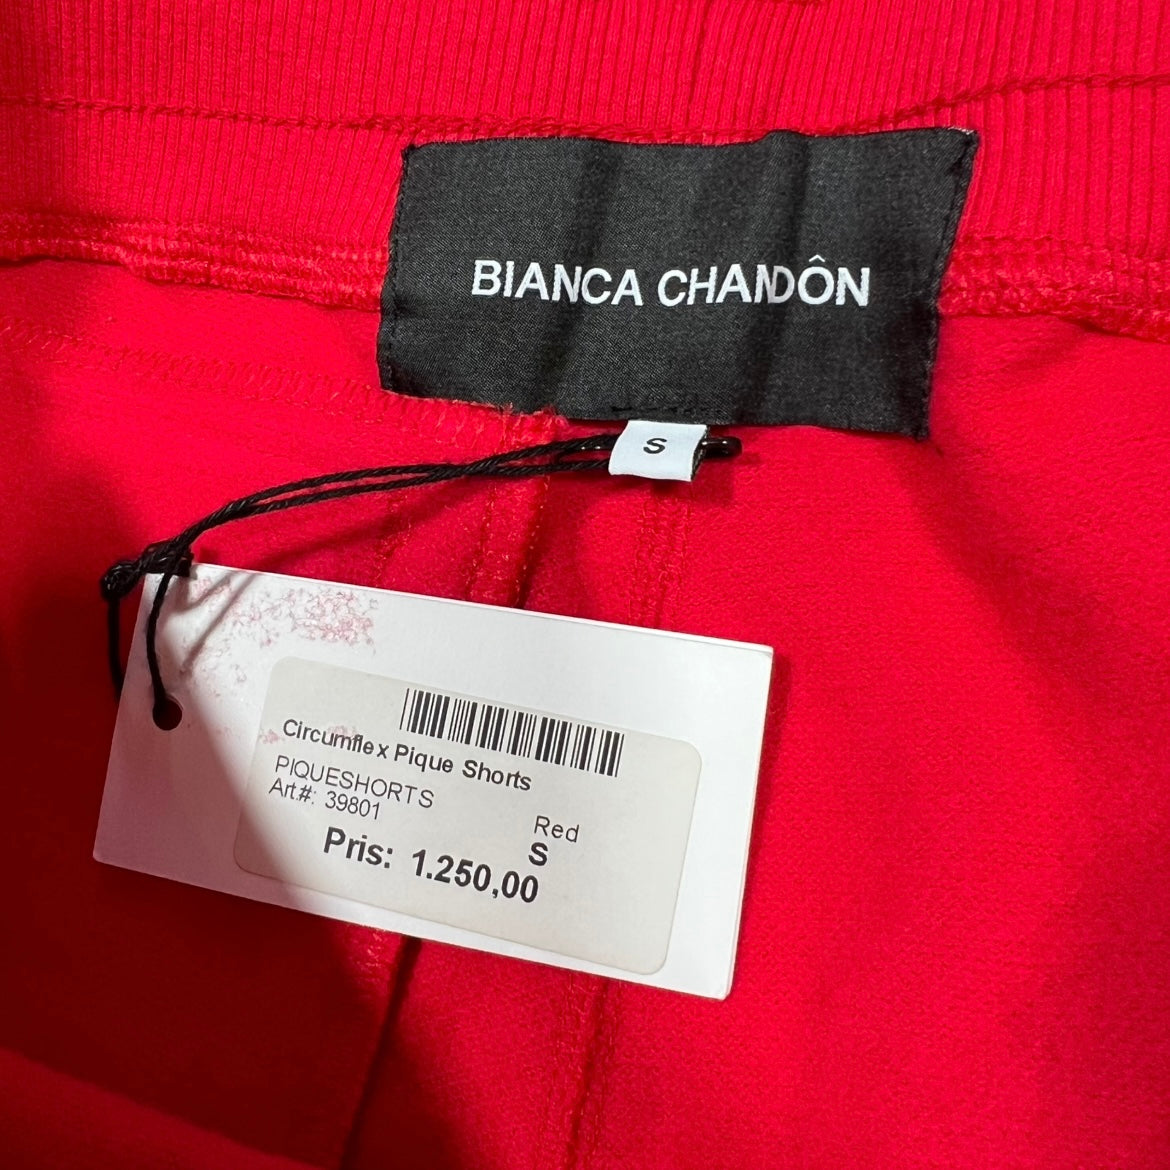 BIANCA CHANDÔN
S
Circumflex Pique Shorts
PIQUESHORTS
Art.#: 39801
Red
S
Pris: 1.250,00